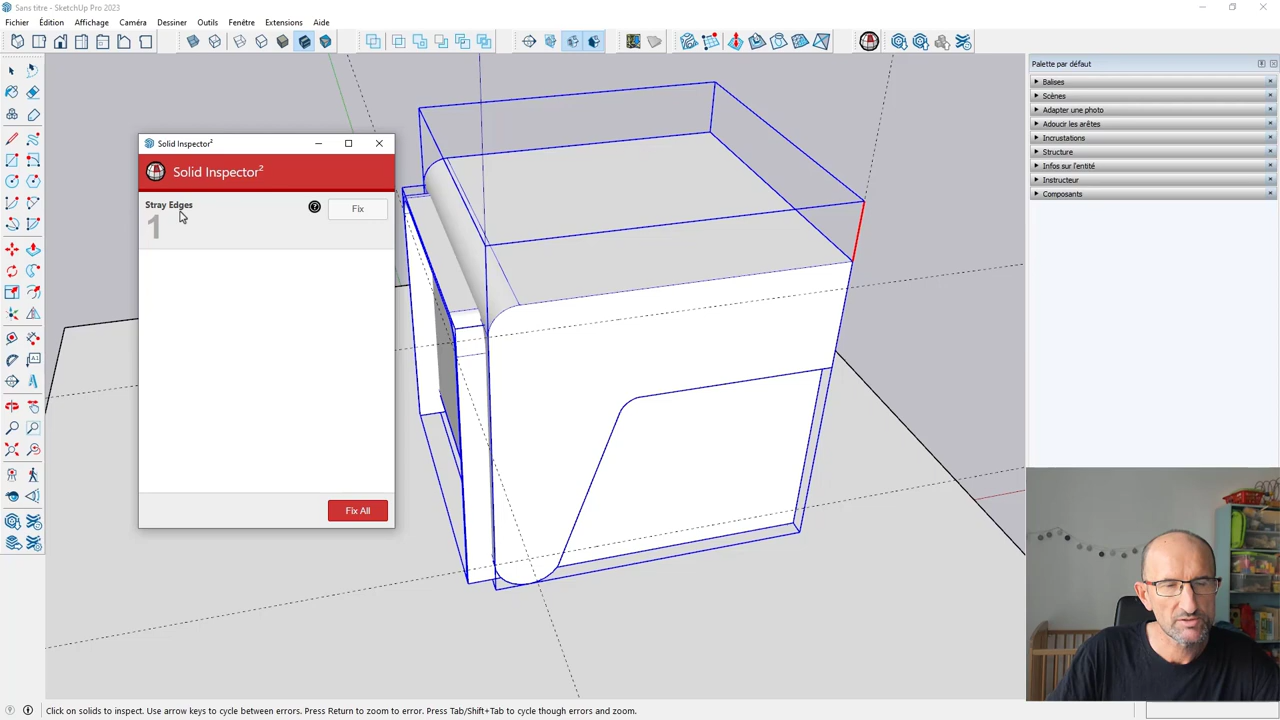 Sans titre - SketchUp Pro 2023
Fichier Édition Affichage Caméra Dessiner Outils Fenêtre Extensions Aide
Palette par défaut
Balises
Scènes
Adapter une photo
Adoucir les arêtes
Incrustations
Structure
Infos sur l'entité
Instructeur
Composants
Solid Inspector²
Solid Inspector²
Stray Edges
1
Fix
Fix All
Click on solids to inspect. Use arrow keys to cycle between errors. Press Return to zoom to error. Press Tab/Shift+Tab to cycle though errors and zoom.